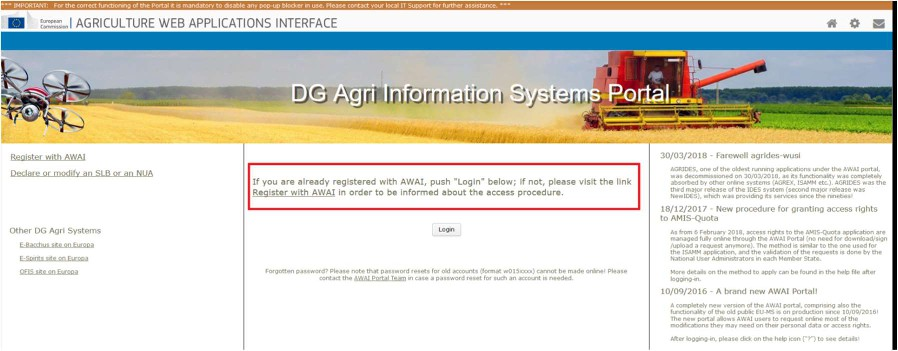 *** IMPORTANT: For the correct functioning of the Portal it is mandatory to disable any pop-up blocker in use. Please contact your local IT Support for further assistance. ***
European
Commission
AGRICULTURE WEB APPLICATIONS INTERFACE
DG Agri Information Systems Portal
Register with AWAI
Declare or modify an SLB or an NUA
Other DG Agri Systems
E-Bacchus site on Europa
E-Spirits site on Europa
OFIS site on Europa
If you are already registered with AWAI, push "Login" below; if not, please visit the link
Register with AWAI in order to be informed about the access procedure.
Login
Forgotten password? Please note that password resets for old accounts (format w015xxxx) cannot be made online! Please
contact the AWAI Portal Team in case a password reset for such an account is needed.
30/03/2018 - Farewell agrides-wusi
AGRIDES, one of the oldest running applications under the AWAI portal,
was decommissioned on 30/03/2018, as its functionality was completely
absorbed by other online systems (AGREX, ISAMM etc.). AGRIDES was the
third major release of the IDES system (second major release was
NewIDES), which was providing its services since the nineties!
18/12/2017 - New procedure for granting access rights
to AMIS-Quota
As from 6 February 2018, access rights to the AMIS-Quota application are
managed fully online through the AWAI Portal (no need for download/sign
/upload a request anymore). The method is similar to the one used for
the ISAMM application, and the validation of the requests is done by the
National User Administrators in each Member State.
More details on the method to apply can be found in the help file after
logging-in.
10/09/2016 - A brand new AWAI Portal!
A completely new version of the AWAI portal, comprising also the
functionality of the old public EU-MS is on production since 10/09/2016!
The new portal allows AWAI users to request online most of the
modifications they may need on their personal data or access rights.
After logging-in, please click on the help icon ("?") to see details!